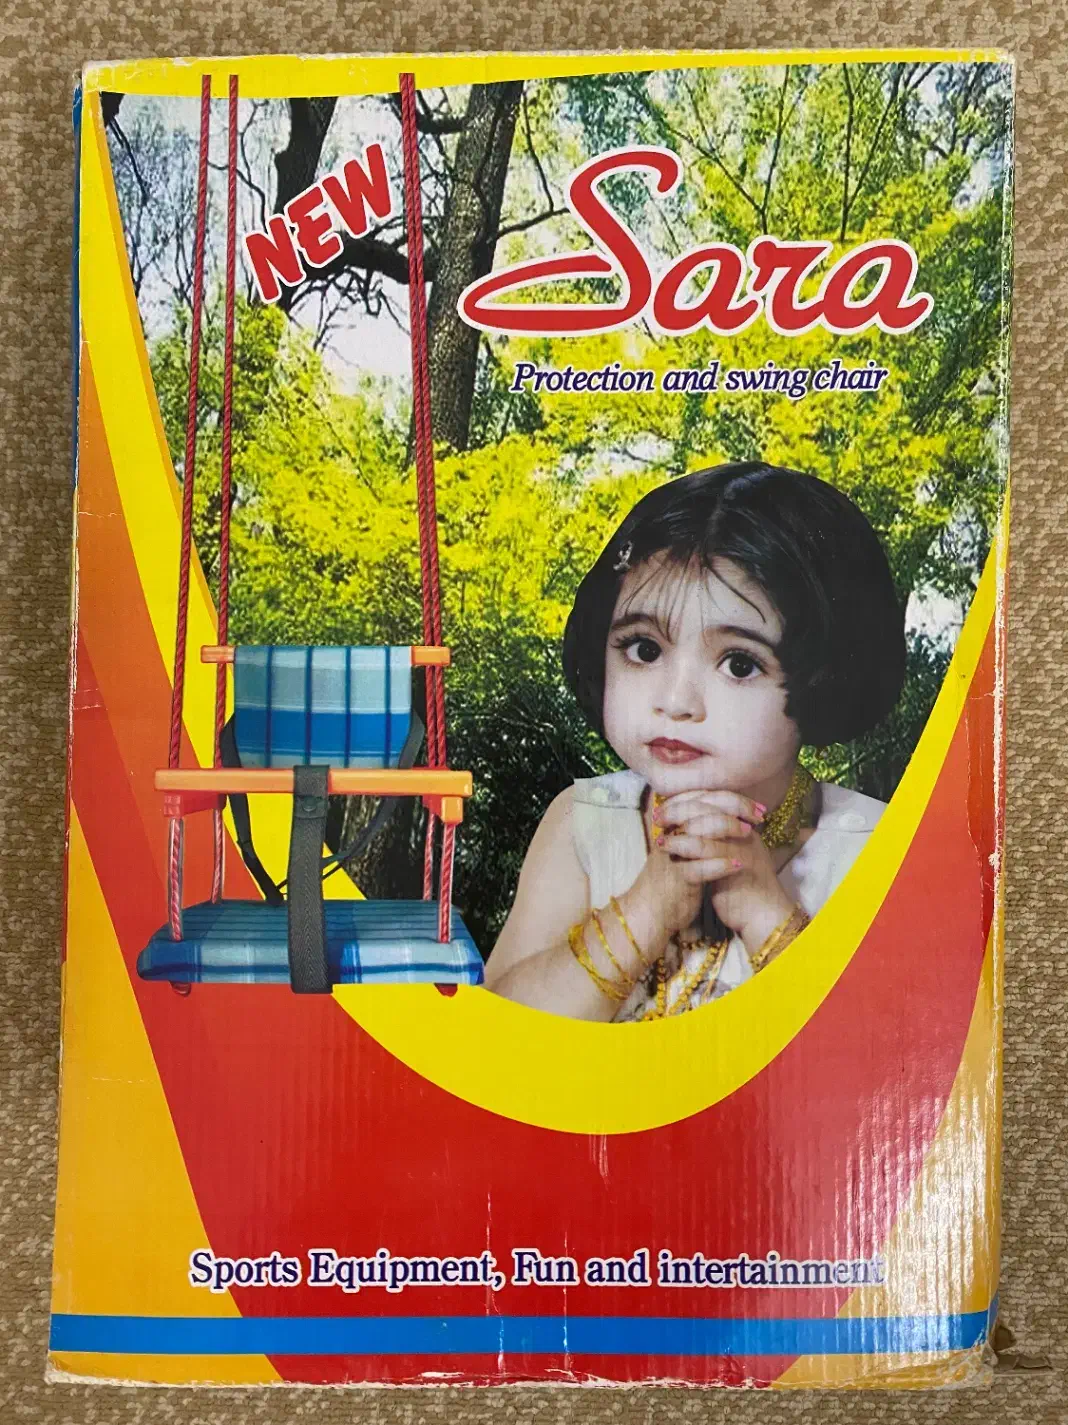 NEW
Sara
Protection and swing chair
Sports Equipment, Fun and intertainment